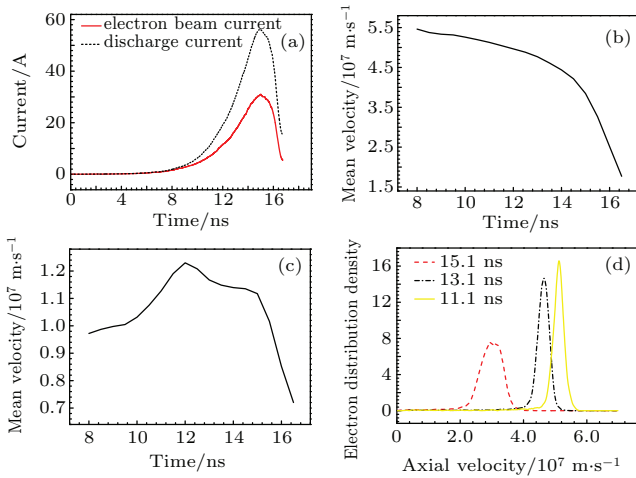 60
40
20
0
Current/A
electron beam current
discharge current
(a)
0 4 8 12 16
Time/ns
5.5
4.5
3.5
2.5
1.5
Mean velocity/10⁷ m·s⁻¹
(b)
8 10 12 14 16
Time/ns
1.2
1.1
1.0
0.9
0.8
0.7
Mean velocity/10⁷ m·s⁻¹
(c)
8 10 12 14 16
Time/ns
16
12
8
4
0
Electron distribution density
15.1 ns
13.1 ns
11.1 ns
(d)
0 2.0 4.0 6.0
Axial velocity/10⁷ m·s⁻¹